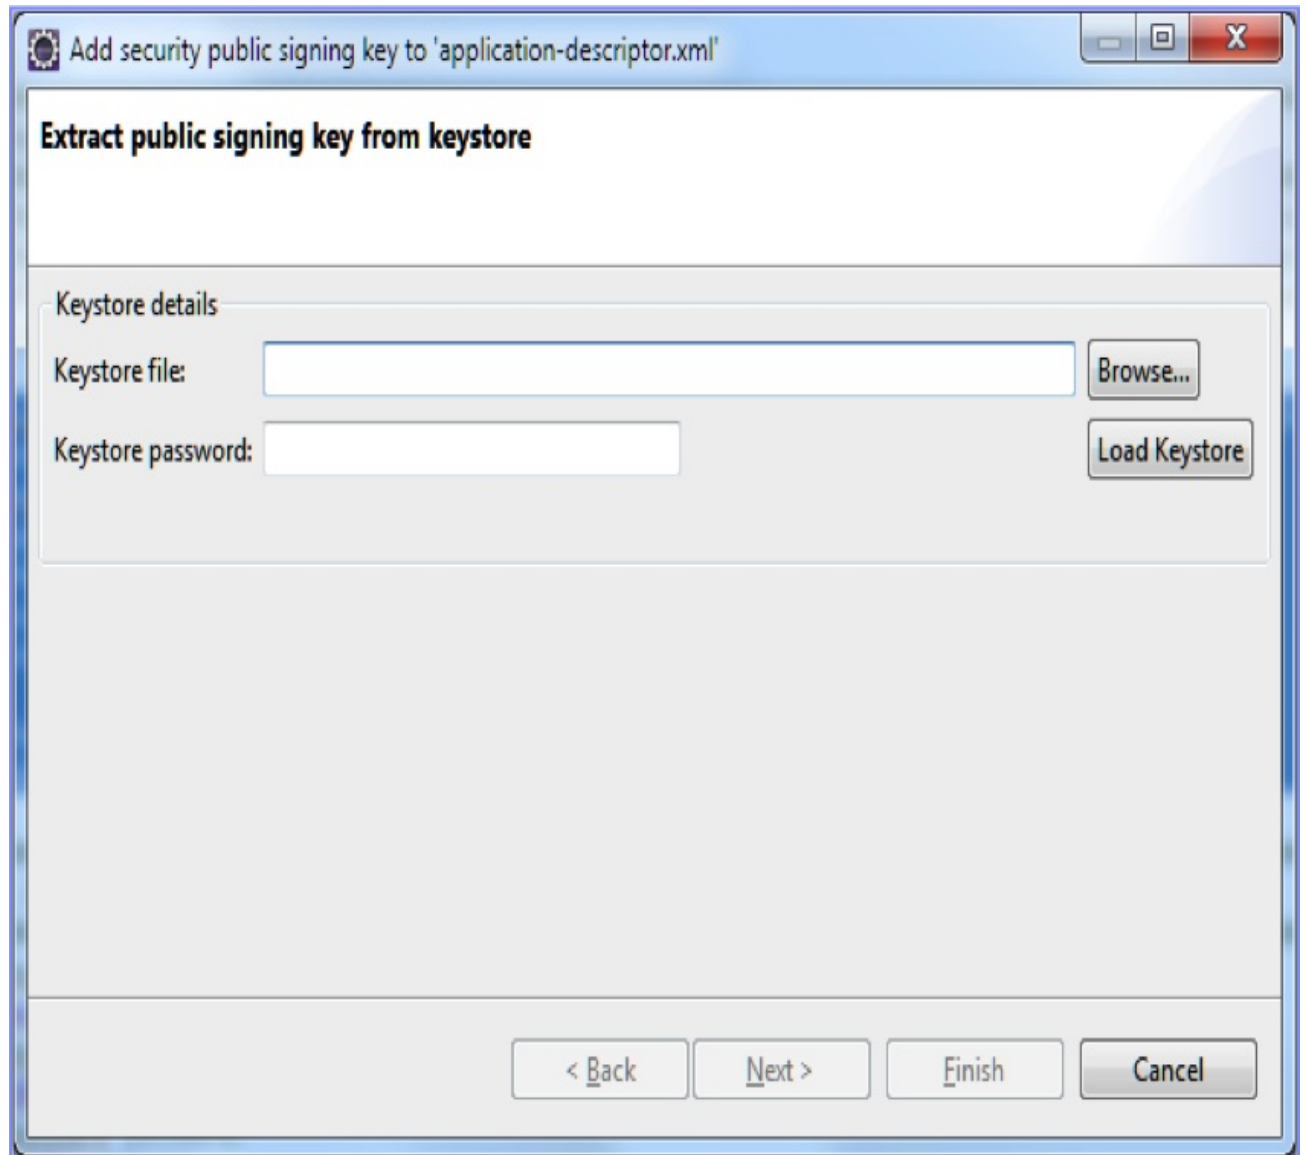 Add security public signing key to 'application-descriptor.xml'
Extract public signing key from keystore
Keystore details
Keystore file:
Browse...
Keystore password:
Load Keystore
< Back
Next >
Finish
Cancel